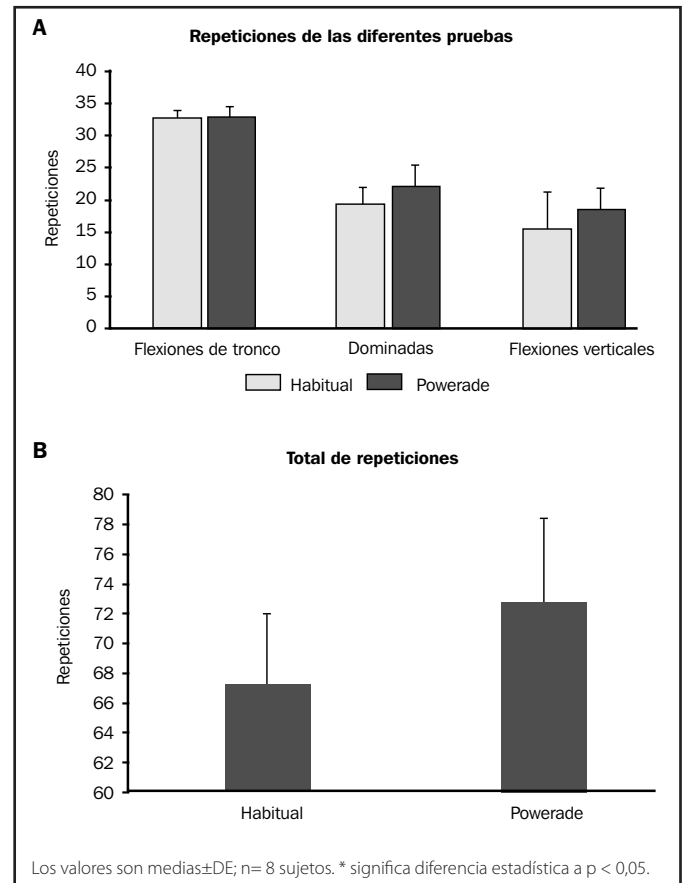 A
Repeticiones de las diferentes pruebas
Repeticiones
40
35
30
25
20
15
10
5
0
Flexiones de tronco Dominadas Flexiones verticales
Habitual Powerade
B
Total de repeticiones
Repeticiones
80
78
76
74
72
70
68
66
64
62
60
Habitual Powerade
Los valores son medias±DE; n= 8 sujetos. * significa diferencia estadística a p < 0,05.